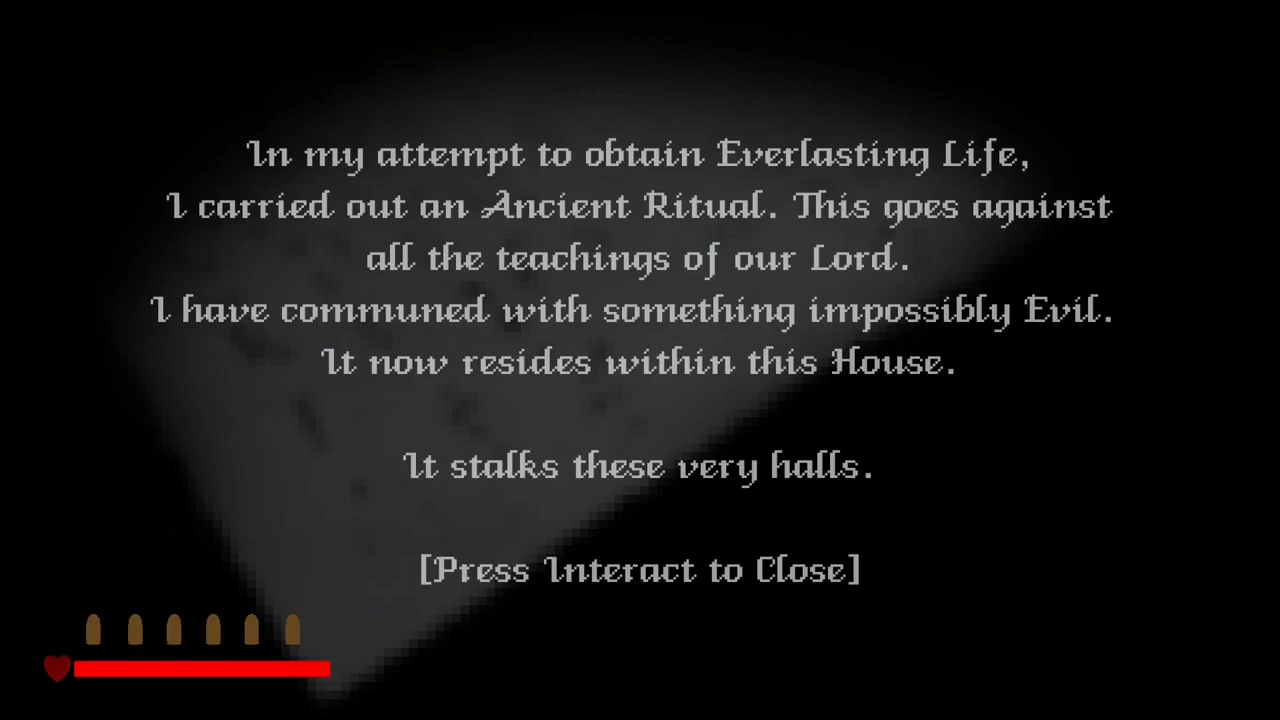 In my attempt to obtain Everlasting Life,
I carried out an Ancient Ritual. This goes against
all the teachings of our Lord.
I have communed with something impossibly Evil.
It now resides within this House.
It stalks these very halls.
[Press Interact to Close]